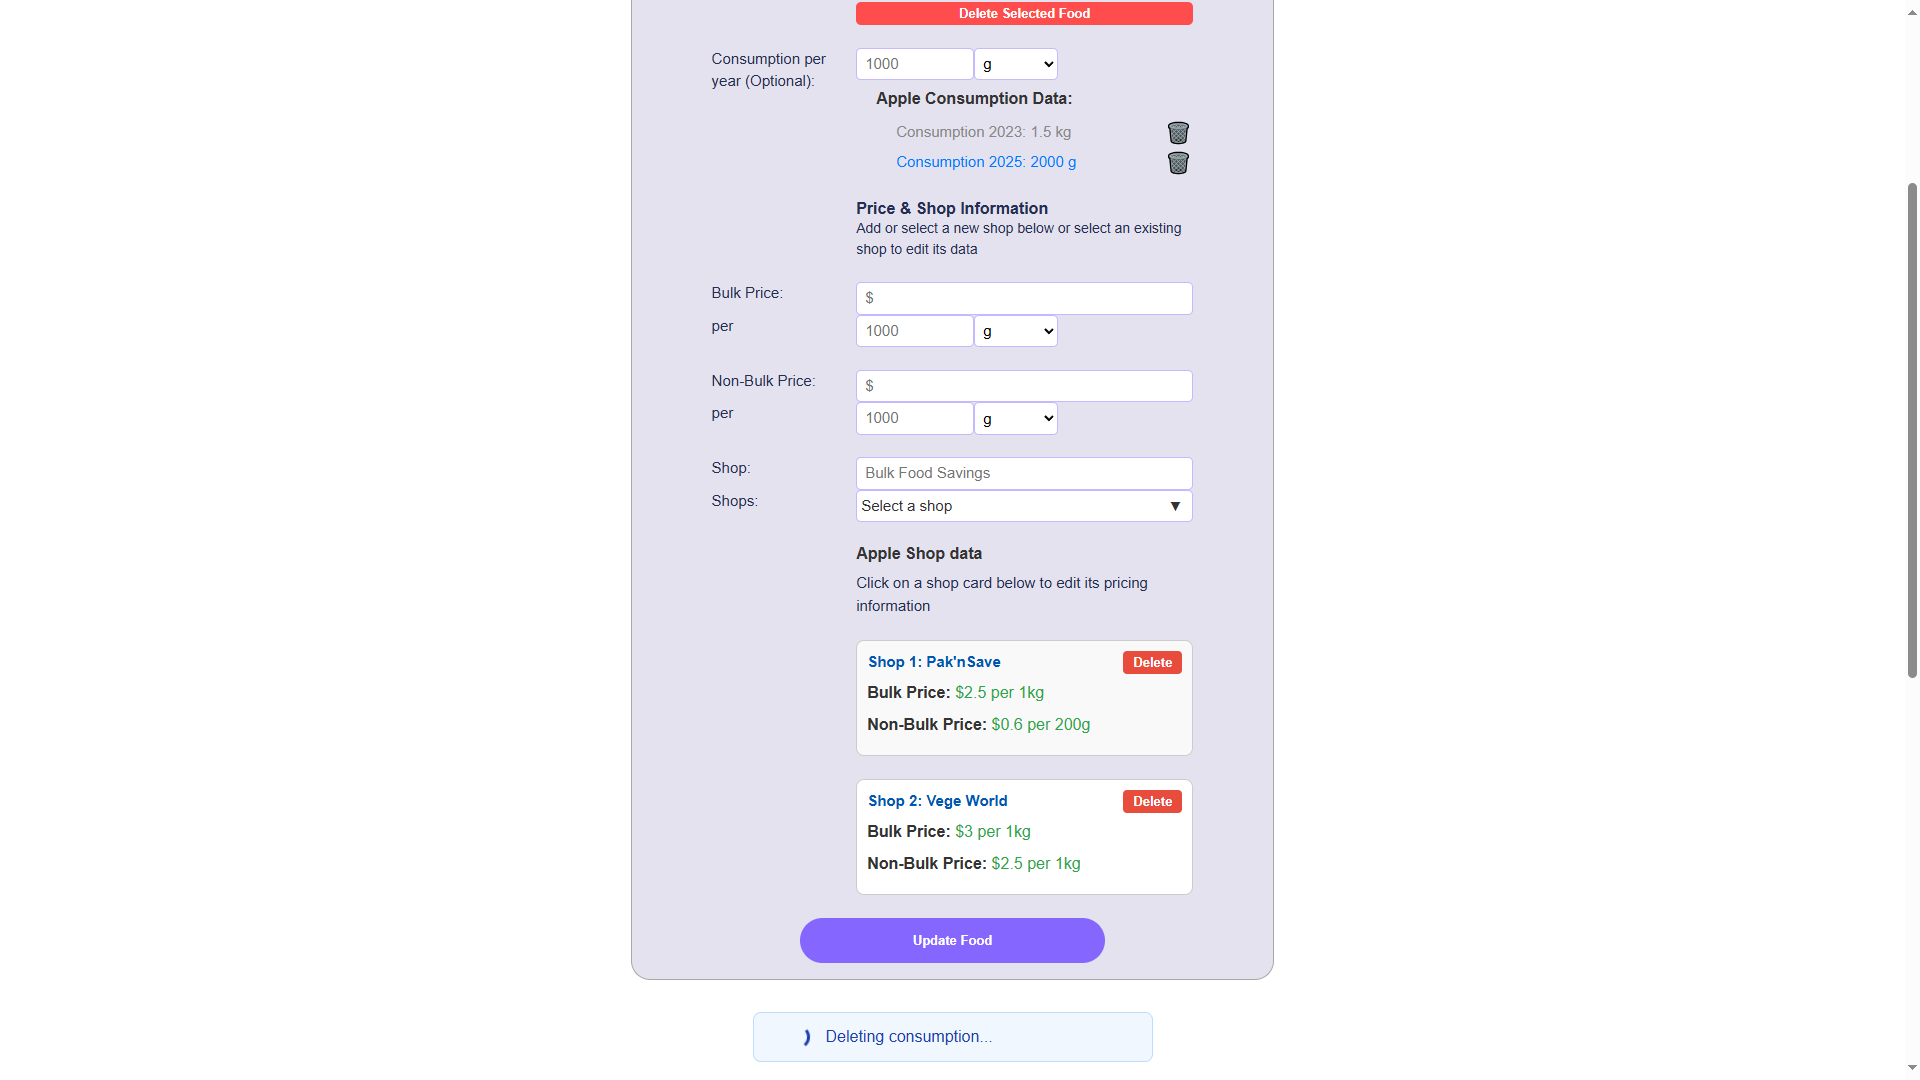 Delete Selected Food
Consumption per
year (Optional):
1000
g
Apple Consumption Data:
Consumption 2023: 1.5 kg
Consumption 2025: 2000 g
Price & Shop Information
Add or select a new shop below or select an existing
shop to edit its data
Bulk Price:
$
per
1000
g
Non-Bulk Price:
$
per
1000
g
Shop:
Bulk Food Savings
Shops:
Select a shop
Apple Shop data
Click on a shop card below to edit its pricing
information
Shop 1: Pak'nSave
Delete
Bulk Price: $2.5 per 1kg
Non-Bulk Price: $0.6 per 200g
Shop 2: Vege World
Delete
Bulk Price: $3 per 1kg
Non-Bulk Price: $2.5 per 1kg
Update Food
Deleting consumption...